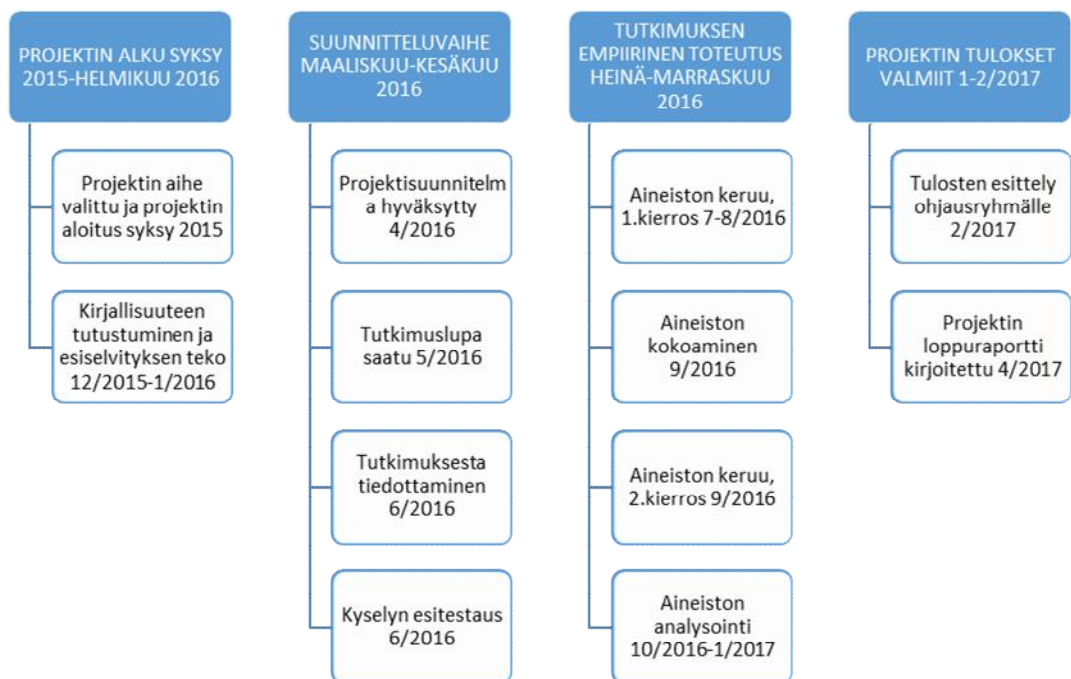 PROJEKTIN ALKU SYKSY
2015-HELMIKUU 2016
Projektin aihe
valittu ja projektin
aloitus syksy 2015
Kirjallisuuteen
tutustuminen ja
esiselvityksen teko
12/2015-1/2016
SUUNNITTELUVAIHE
MAALISKUU-KESÄKUU
2016
Projektisuunnitelm
a hyväksytty
4/2016
Tutkimuslupa
saatu 5/2016
Tutkimuksesta
tiedottaminen
6/2016
Kyselyn esitestaus
6/2016
TUTKIMUKSEN
EMPIIRINEN TOTEUTUS
HEINÄ-MARRASKUU
2016
Aineiston keruu,
1.kierros 7-8/2016
Aineiston
kokoaminen
9/2016
Aineiston keruu,
2.kierros 9/2016
Aineiston
analysointi
10/2016-1/2017
PROJEKTIN TULOKSET
VALMIIT 1-2/2017
Tulosten esittely
ohjausryhmälle
2/2017
Projektin
loppuraportti
kirjoitettu 4/2017